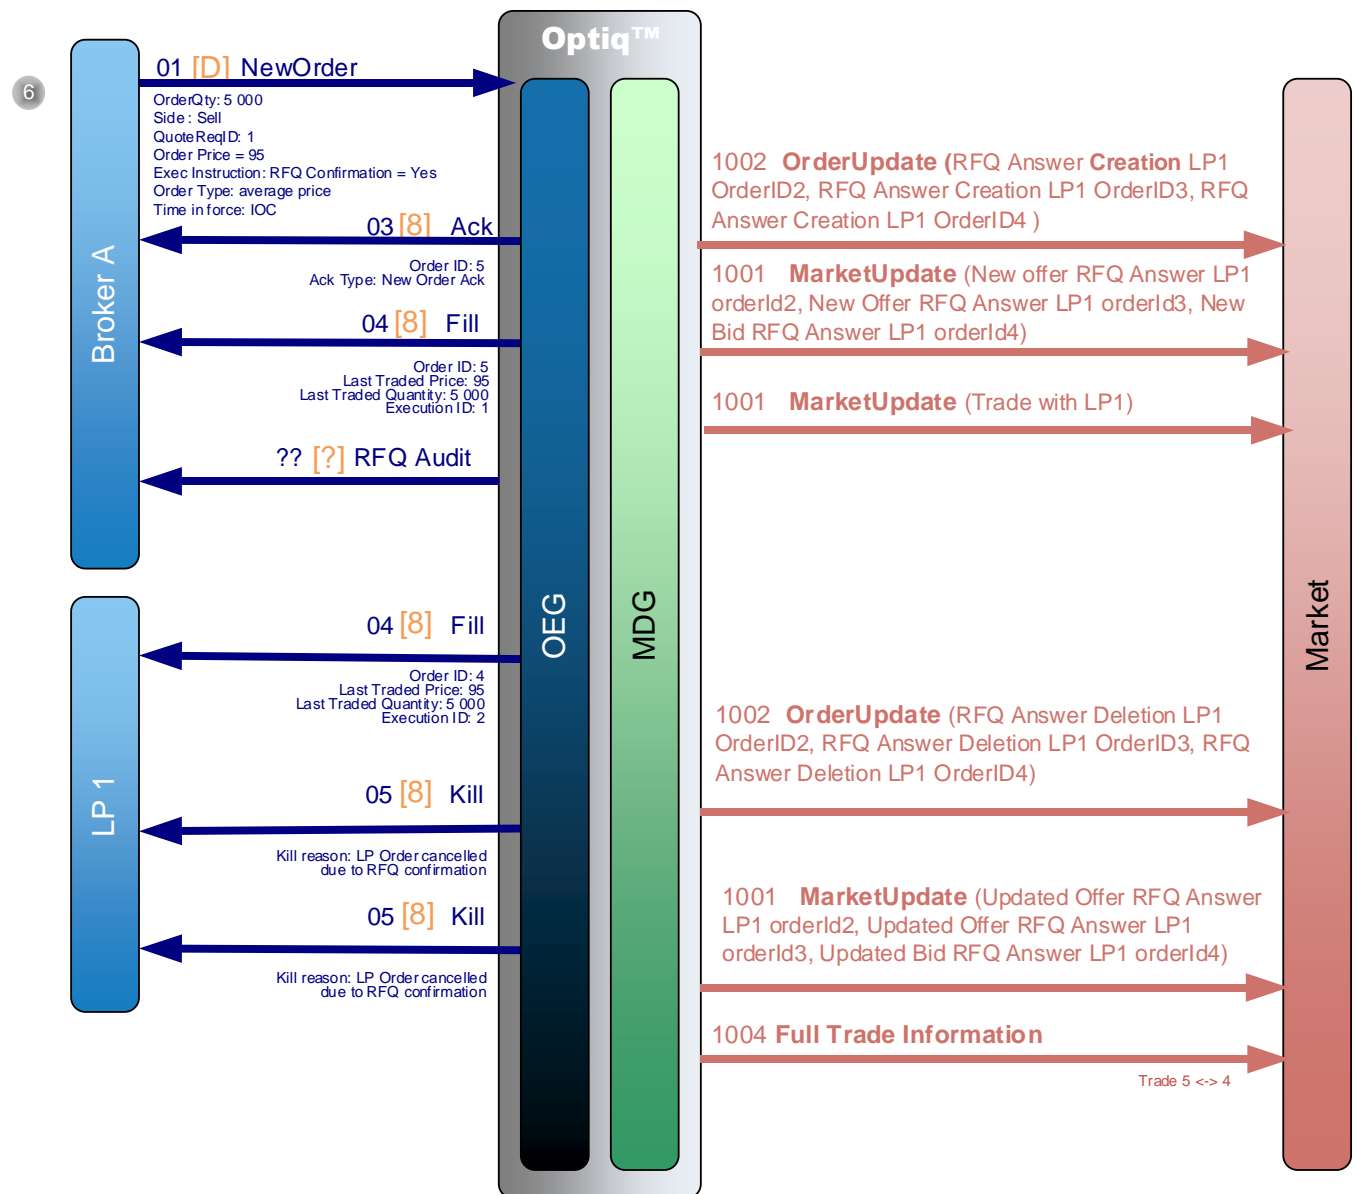 Optiq™
6
01 [D] NewOrder
OrderQty: 5 000
Side : Sell
QuoteReqID: 1
Order Price = 95
Exec Instruction: RFQ Confirmation = Yes
Order Type: average price
Time in force: IOC
03 [8] Ack
Order ID: 5
Ack Type: New Order Ack
04 [8] Fill
Order ID: 5
Last Traded Price: 95
Last Traded Quantity: 5 000
Execution ID: 1
?? [?] RFQ Audit
Broker A
04 [8] Fill
Order ID: 4
Last Traded Price: 95
Last Traded Quantity: 5 000
Execution ID: 2
05 [8] Kill
Kill reason: LP Order cancelled
due to RFQ confirmation
05 [8] Kill
Kill reason: LP Order cancelled
due to RFQ confirmation
LP 1
OEG
MDG
1002 OrderUpdate (RFQ Answer Creation LP1
OrderID2, RFQ Answer Creation LP1 OrderID3, RFQ
Answer Creation LP1 OrderID4 )
1001 MarketUpdate (New offer RFQ Answer LP1
orderId2, New Offer RFQ Answer LP1 orderId3, New
Bid RFQ Answer LP1 orderId4)
1001 MarketUpdate (Trade with LP1)
1002 OrderUpdate (RFQ Answer Deletion LP1
OrderID2, RFQ Answer Deletion LP1 OrderID3, RFQ
Answer Deletion LP1 OrderID4)
1001 MarketUpdate (Updated Offer RFQ Answer
LP1 orderId2, Updated Offer RFQ Answer LP1
orderId3, Updated Bid RFQ Answer LP1 orderId4)
1004 Full Trade Information
Trade 5 <-> 4
Market